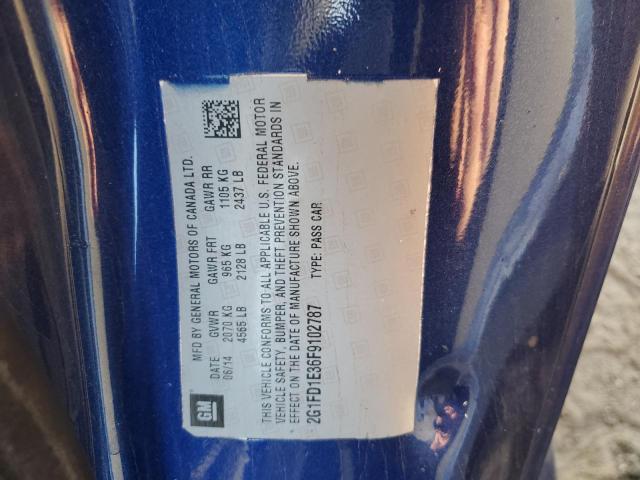 GM
MFD BY GENERAL MOTORS OF CANADA LTD.
DATE GVWR GAWR FRT GAWR RR
06/14 2070 KG 965 KG 1105 KG
4565 LB 2128 LB 2437 LB
THIS VEHICLE CONFORMS TO ALL APPLICABLE U.S. FEDERAL MOTOR
VEHICLE SAFETY, BUMPER, AND THEFT PREVENTION STANDARDS IN
EFFECT ON THE DATE OF MANUFACTURE SHOWN ABOVE.
2G1FD1E36F9102787 TYPE: PASS CAR